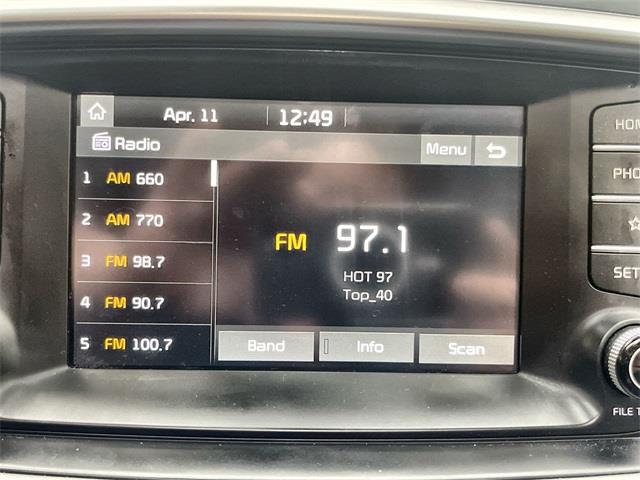 Apr. 11 12:49
Radio
Menu
1 AM 660
2 AM 770
3 FM 98.7
4 FM 90.7
5 FM 100.7
FM 97.1
HOT 97
Top_40
Band Info Scan
HOM
PHO
SET
FILE T